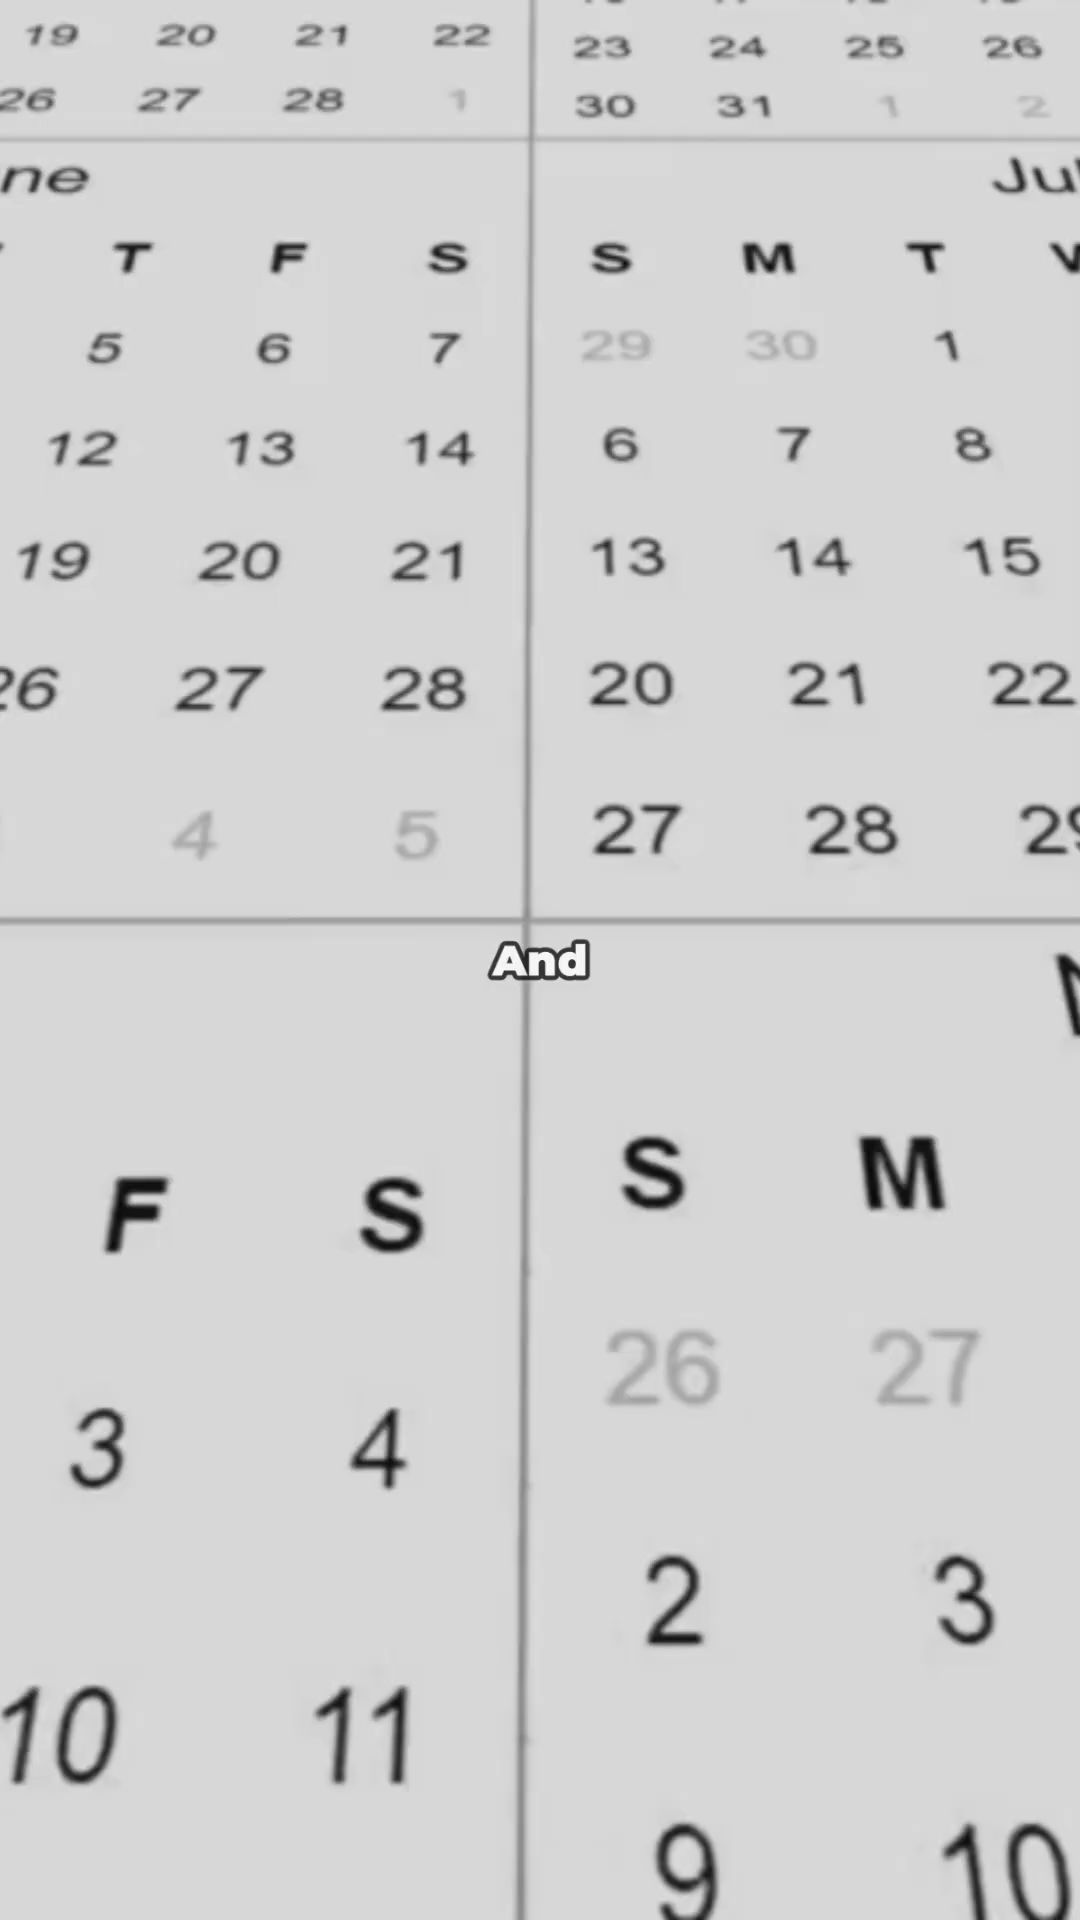 19 20 21 22
26 27 28 1
23 24 25 26
30 31 1 2
T F S
5 6 7
12 13 14
19 20 21
26 27 28
4 5
S M T
29 30 1
6 7 8
13 14 15
20 21 22
27 28 29
And
F S
3 4
10 11
S M
26 27
2 3
9 10